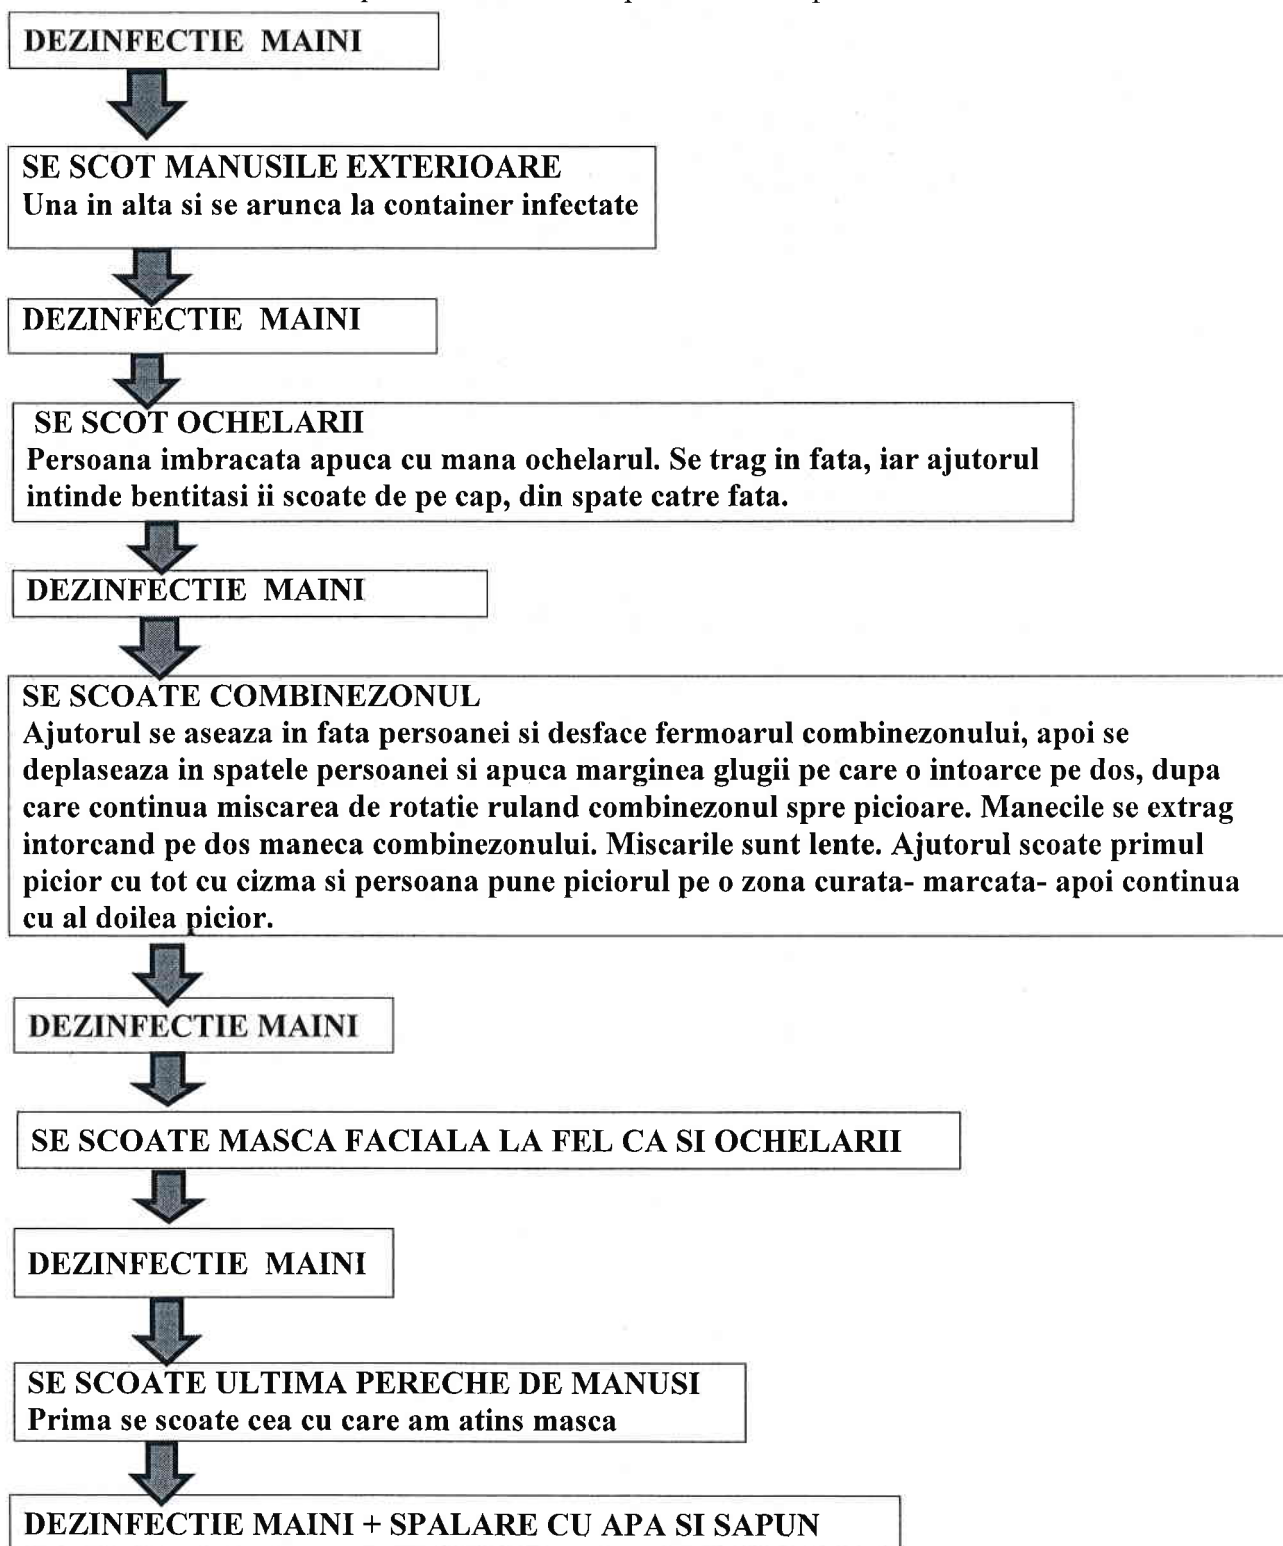 DEZINFECTIE MAINI
SE SCOT MANUSILE EXTERIOARE
Una in alta si se arunca la container infectate
DEZINFECTIE MAINI
SE SCOT OCHELARII
Persoana imbracata apuca cu mana ochelarul. Se trag in fata, iar ajutorul
intinde bentitasi ii scoate de pe cap, din spate catre fata.
DEZINFECTIE MAINI
SE SCOATE COMBINEZONUL
Ajutorul se aseaza in fata persoanei si desface fermoarul combinezonului, apoi se
deplaseaza in spatele persoanei si apuca marginea glugii pe care o intoarce pe dos, dupa
care continua miscarea de rotatie ruland combinezonul spre picioare. Manecile se extrag
intorcand pe dos maneca combinezonului. Miscarile sunt lente. Ajutorul scoate primul
picior cu tot cu cizma si persoana pune piciorul pe o zona curata- marcata- apoi continua
cu al doilea picior.
DEZINFECTIE MAINI
SE SCOATE MASCA FACIALA LA FEL CA SI OCHELARII
DEZINFECTIE MAINI
SE SCOATE ULTIMA PERECHE DE MANUSI
Prima se scoate cea cu care am atins masca
DEZINFECTIE MAINI + SPALARE CU APA SI SAPUN